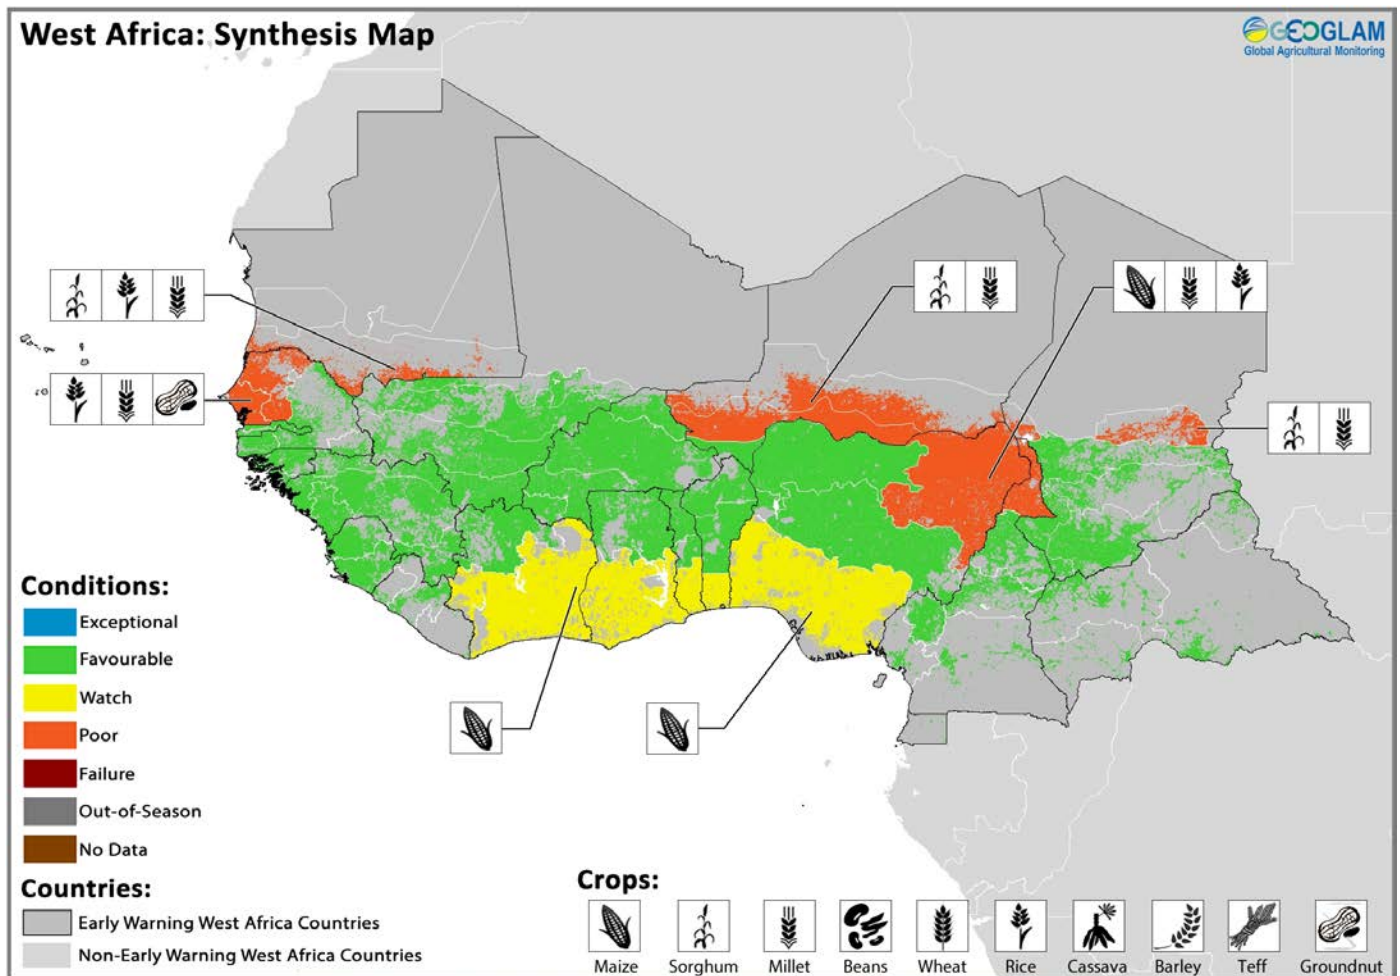 West Africa: Synthesis Map
GEOGLAM
Global Agricultural Monitoring
Conditions:
Exceptional
Favourable
Watch
Poor
Failure
Out-of-Season
No Data
Countries:
Early Warning West Africa Countries
Non-Early Warning West Africa Countries
Crops:
Maize Sorghum Millet Beans Wheat Rice Cassava Barley Teff Groundnut